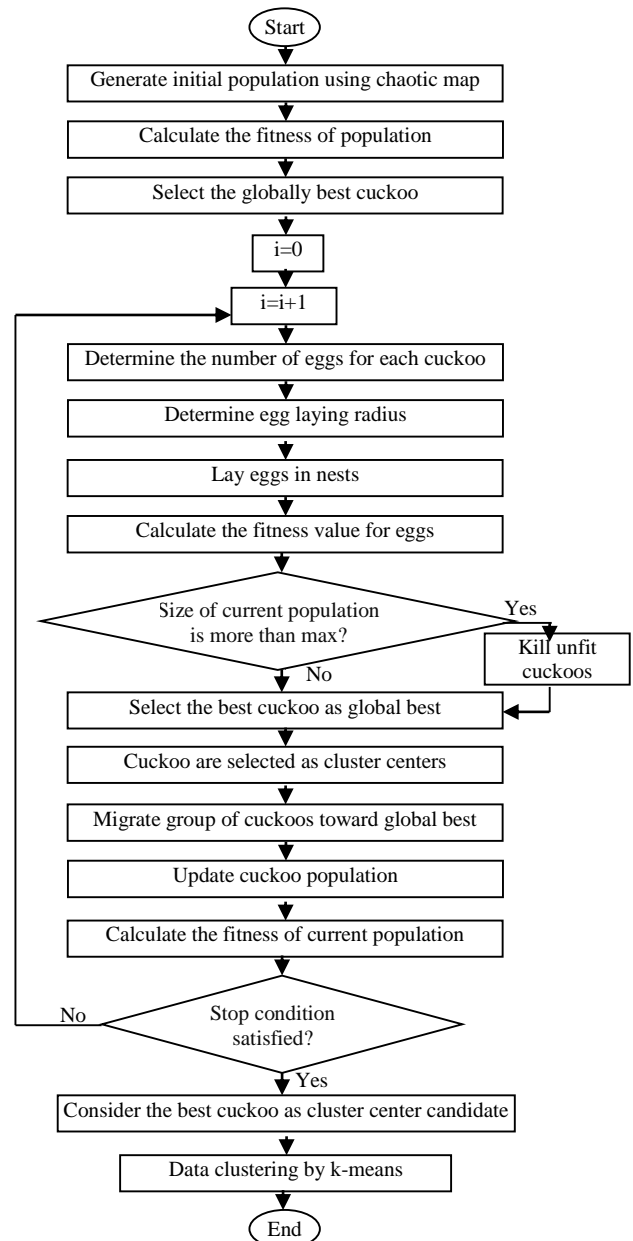 Start
Generate initial population using chaotic map
Calculate the fitness of population
Select the globally best cuckoo
i=0
i=i+1
Determine the number of eggs for each cuckoo
Determine egg laying radius
Lay eggs in nests
Calculate the fitness value for eggs
Size of current population
is more than max?
Yes
Kill unfit
cuckoos
No
Select the best cuckoo as global best
Cuckoo are selected as cluster centers
Migrate group of cuckoos toward global best
Update cuckoo population
Calculate the fitness of current population
No
Stop condition
satisfied?
Yes
Consider the best cuckoo as cluster center candidate
Data clustering by k-means
End